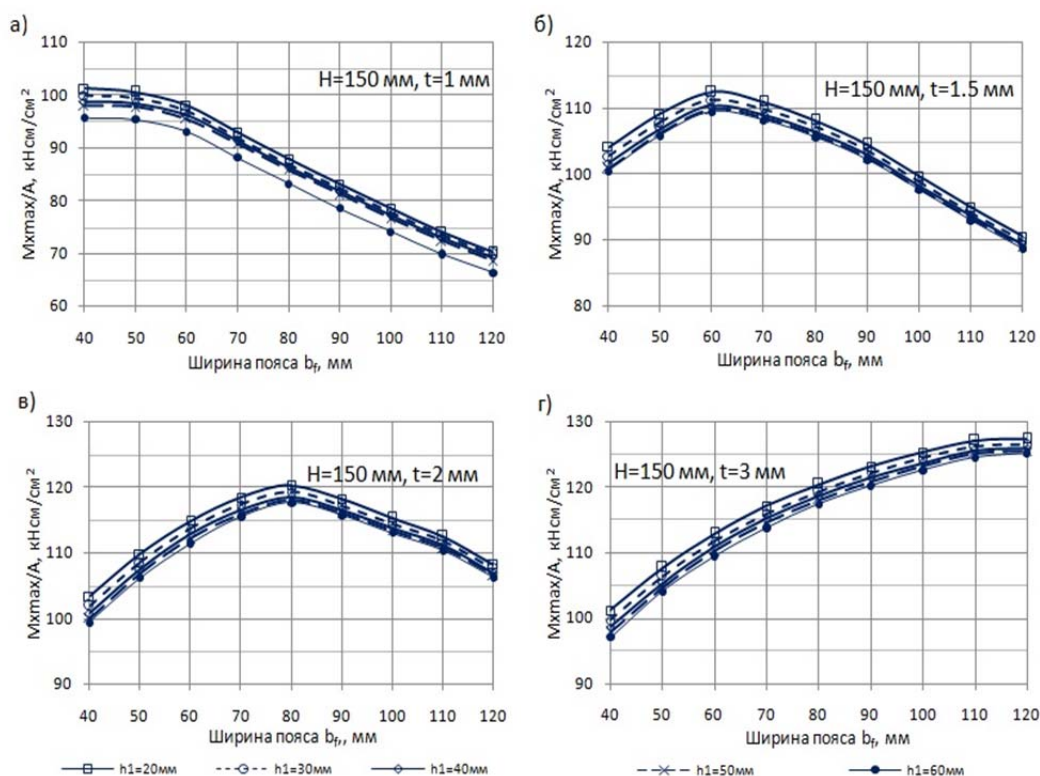 а)
H=150 мм, t=1 мм
Mxmax/A, кНсм/см²
110
100
90
80
70
60
40 50 60 70 80 90 100 110 120
Ширина пояса bf, мм
б)
H=150 мм, t=1.5 мм
Mxmax/A, кНсм/см²
120
110
100
90
80
40 50 60 70 80 90 100 110 120
Ширина пояса bf, мм
в)
H=150 мм, t=2 мм
Mxmax/A, кНсм/см²
130
120
110
100
90
40 50 60 70 80 90 100 110 120
Ширина пояса bf,, мм
г)
H=150 мм, t=3 мм
Mxmax/A, кНсм/см²
130
120
110
100
90
40 50 60 70 80 90 100 110 120
Ширина пояса bf, мм
h1=20мм h1=30мм h1=40мм h1=50мм h1=60мм